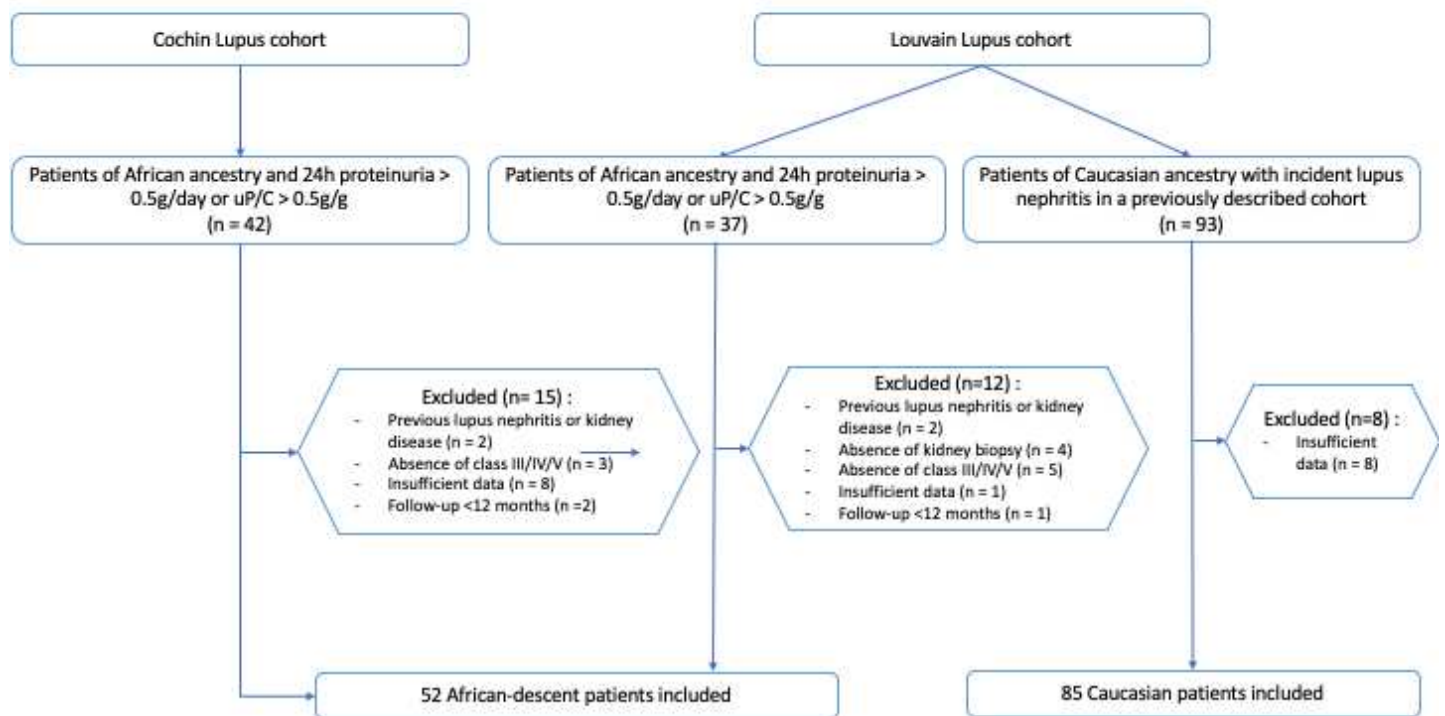 Cochin Lupus cohort
Louvain Lupus cohort
Patients of African ancestry and 24h proteinuria >
0.5g/day or uP/C > 0.5g/g
(n = 42)
Patients of African ancestry and 24h proteinuria >
0.5g/day or uP/C > 0.5g/g
(n = 37)
Patients of Caucasian ancestry with incident lupus
nephritis in a previously described cohort
(n = 93)
Excluded (n= 15) :
- Previous lupus nephritis or kidney
disease (n = 2)
- Absence of class III/IV/V (n = 3)
- Insufficient data (n = 8)
- Follow-up <12 months (n =2)
Excluded (n=12) :
- Previous lupus nephritis or kidney
disease (n = 2)
- Absence of kidney biopsy (n = 4)
- Absence of class III/IV/V (n = 5)
- Insufficient data (n = 1)
- Follow-up <12 months (n = 1)
Excluded (n=8) :
- Insufficient
data (n = 8)
52 African-descent patients included
85 Caucasian patients included